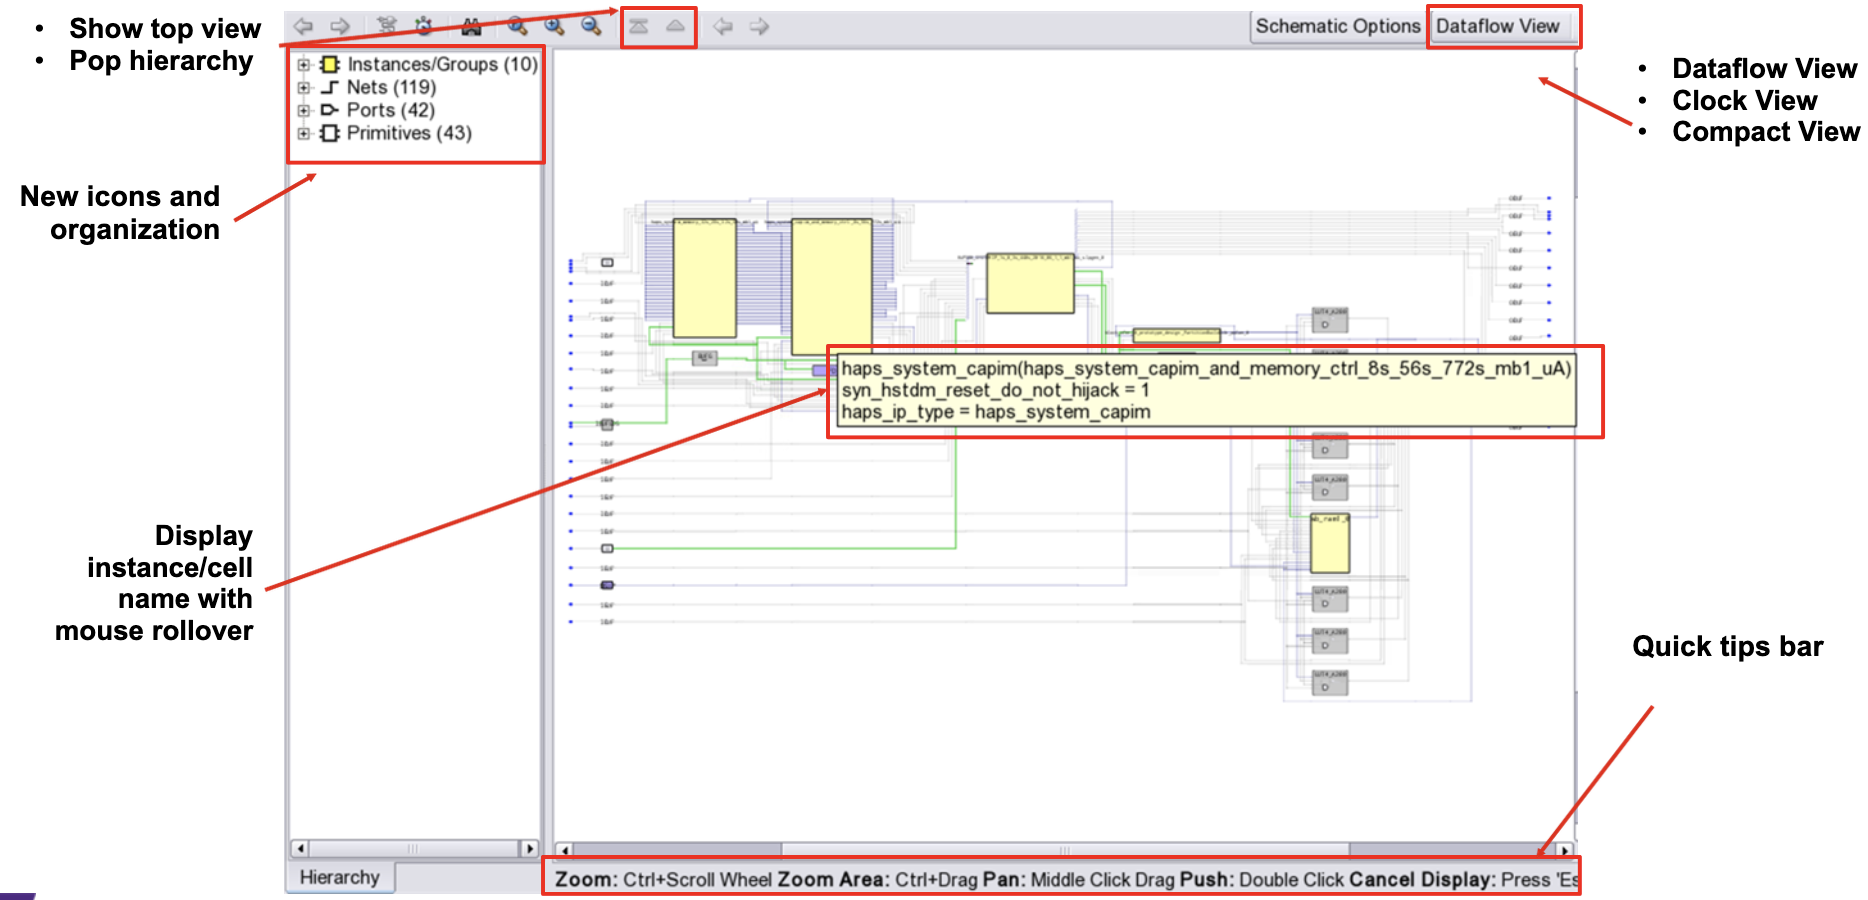 • Show top view
• Pop hierarchy
Schematic Options
Dataflow View
Instances/Groups (10)
Nets (119)
Ports (42)
Primitives (43)
• Dataflow View
• Clock View
• Compact View
New icons and
organization
haps_system_capim(haps_system_capim_and_memory_ctrl_8s_56s_772s_mb1_uA)
syn_hstdm_reset_do_not_hijack = 1
haps_ip_type = haps_system_capim
Display
instance/cell
name with
mouse rollover
Quick tips bar
Hierarchy
Zoom: Ctrl+Scroll Wheel Zoom Area: Ctrl+Drag Pan: Middle Click Drag Push: Double Click Cancel Display: Press 'Es